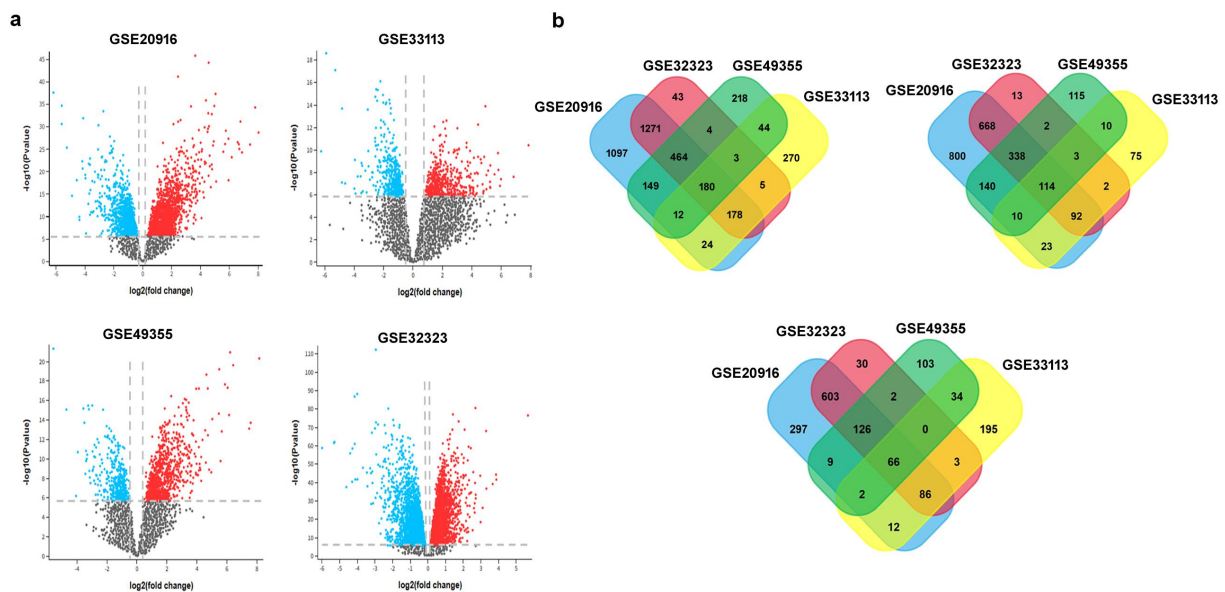 a
GSE20916
-log10(Pvalue)
45
40
35
30
25
20
15
10
5
0
-6 -4 -2 0 2 4 6 8
log2(fold change)
GSE33113
-log10(Pvalue)
18
16
14
12
10
8
6
4
2
0
-6 -5 -4 -3 -2 -1 0 1 2 3 4 5 6 7 8
log2(fold change)
GSE49355
-log10(Pvalue)
20
18
16
14
12
10
8
6
4
2
0
-4 -2 0 2 4 6 8
log2(fold change)
GSE32323
-log10(Pvalue)
110
100
90
80
70
60
50
40
30
20
10
0
-6 -5 -4 -3 -2 -1 0 1 2 3 4 5
log2(fold change)
b
GSE32323 GSE49355
GSE20916 GSE33113
43 218
1271 4 44
1097 464 3 270
149 180 5
12 178
24
GSE32323 GSE49355
GSE20916 GSE33113
13 115
668 2 10
800 338 3 75
140 114 2
10 92
23
GSE32323 GSE49355
GSE20916 GSE33113
30 103
603 2 34
297 126 0 195
9 66 3
2 86
12